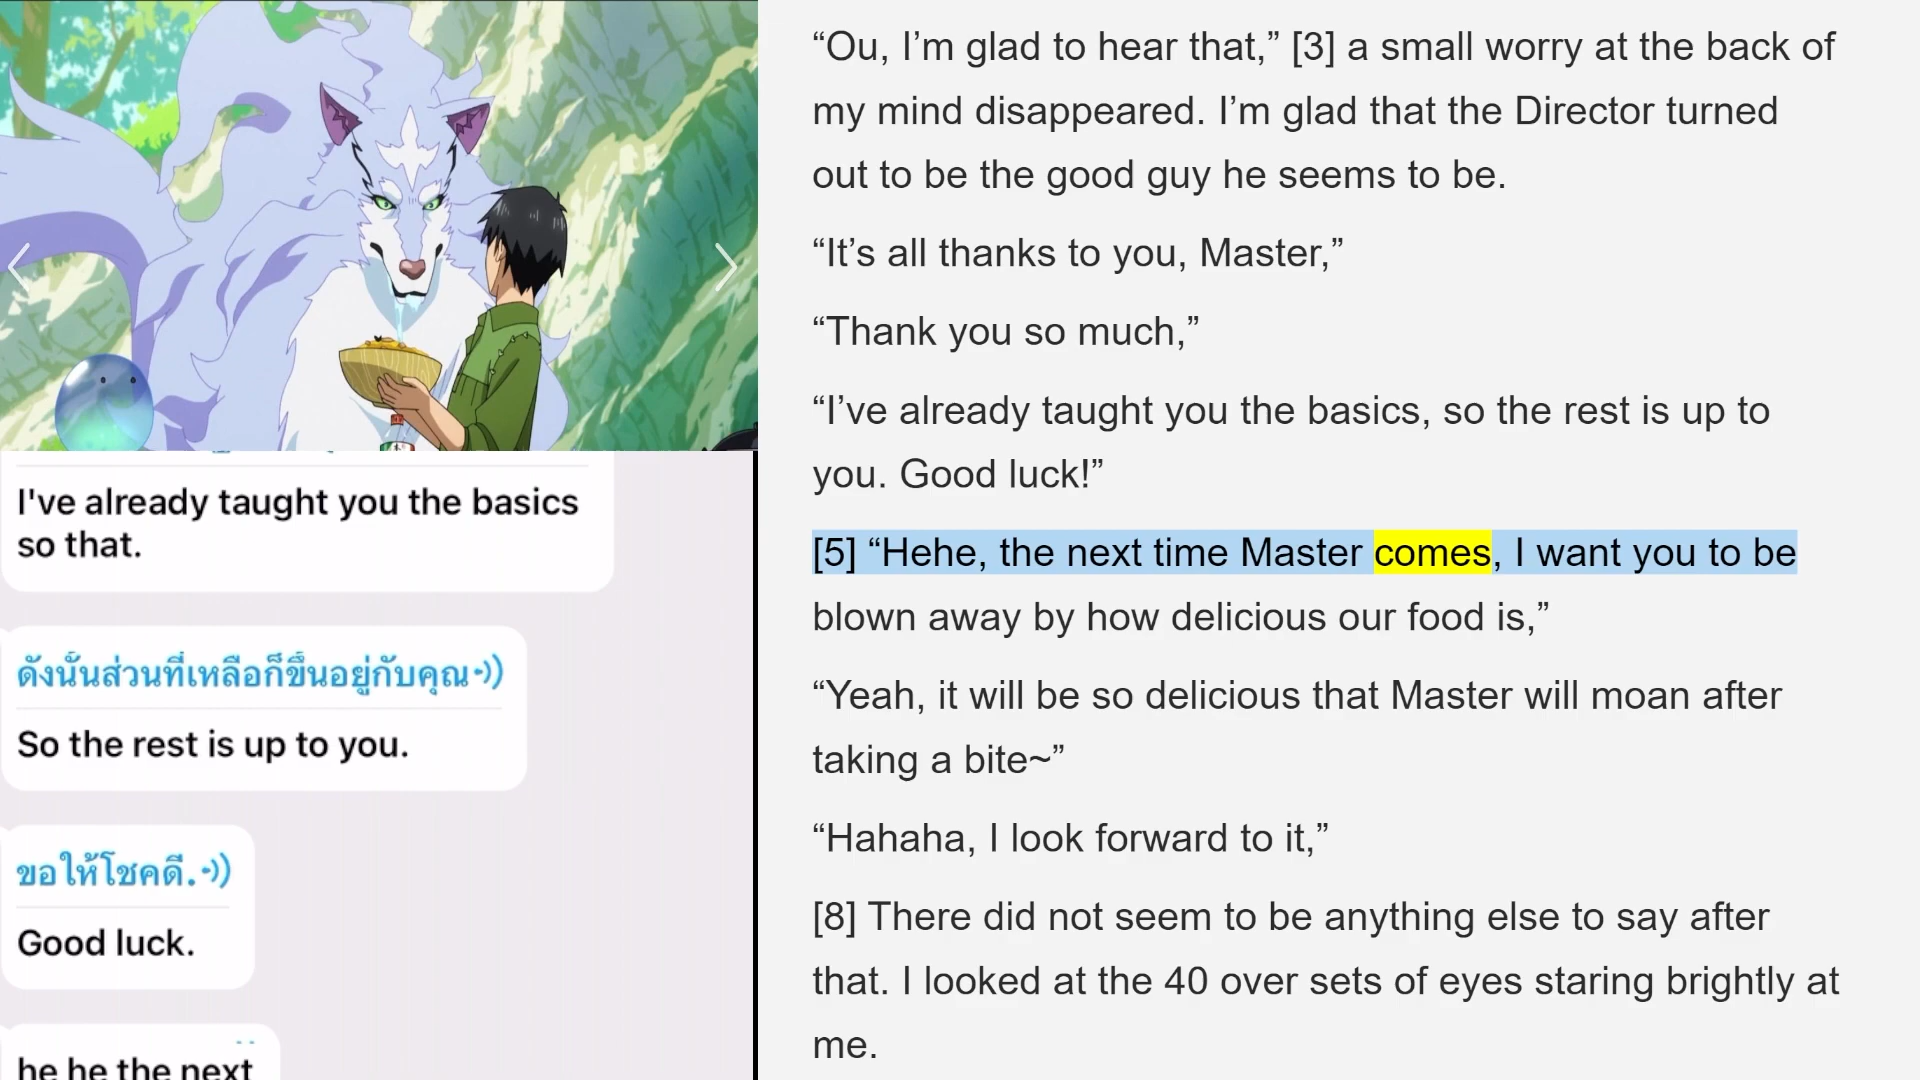 I've already taught you the basics
so that.
ดังนั้นส่วนที่เหลือก็ขึ้นอยู่กับคุณ
So the rest is up to you.
ขอให้โชคดี.
Good luck.
he he the next
“Ou, I’m glad to hear that,” [3] a small worry at the back of
my mind disappeared. I’m glad that the Director turned
out to be the good guy he seems to be.
“It’s all thanks to you, Master,”
“Thank you so much,”
“I’ve already taught you the basics, so the rest is up to
you. Good luck!”
[5] “Hehe, the next time Master comes, I want you to be
blown away by how delicious our food is,”
“Yeah, it will be so delicious that Master will moan after
taking a bite~”
“Hahaha, I look forward to it,”
[8] There did not seem to be anything else to say after
that. I looked at the 40 over sets of eyes staring brightly at
me.